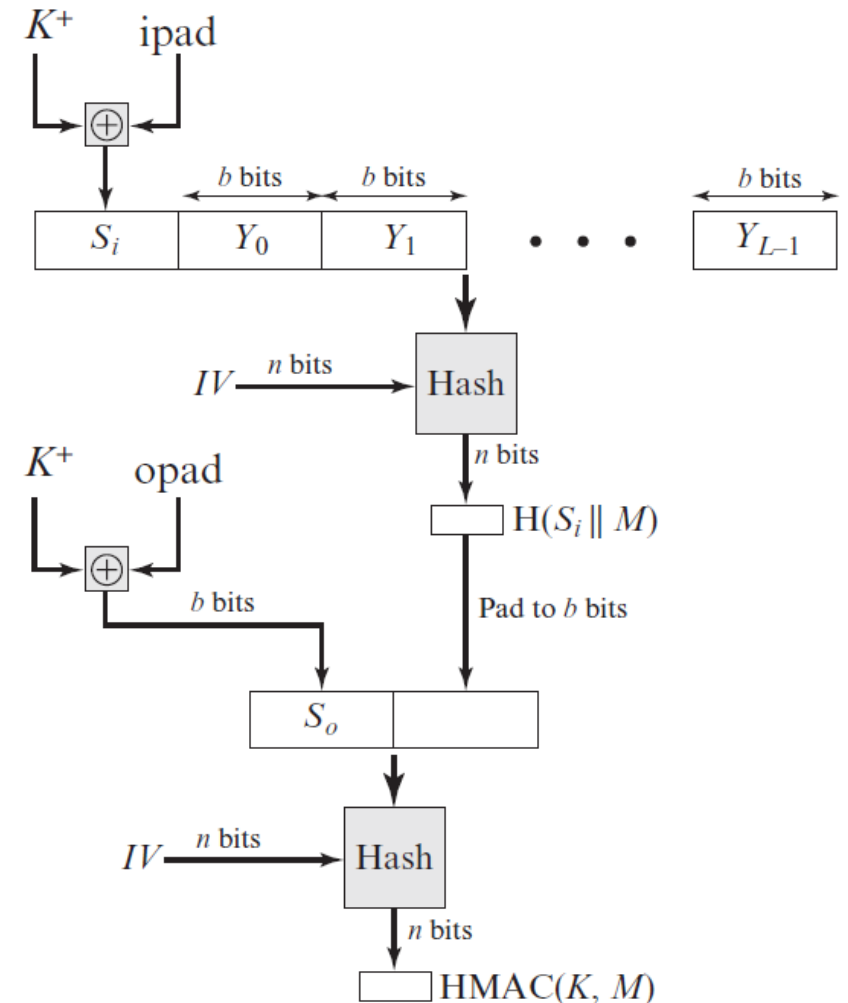 K⁺ ipad
⊕
b bits b bits b bits
Sᵢ Y₀ Y₁ • • • Y_{L–1}
IV n bits Hash
n bits
K⁺ opad
H(Sᵢ || M)
⊕
b bits
Pad to b bits
Sₒ
IV n bits Hash
n bits
HMAC(K, M)